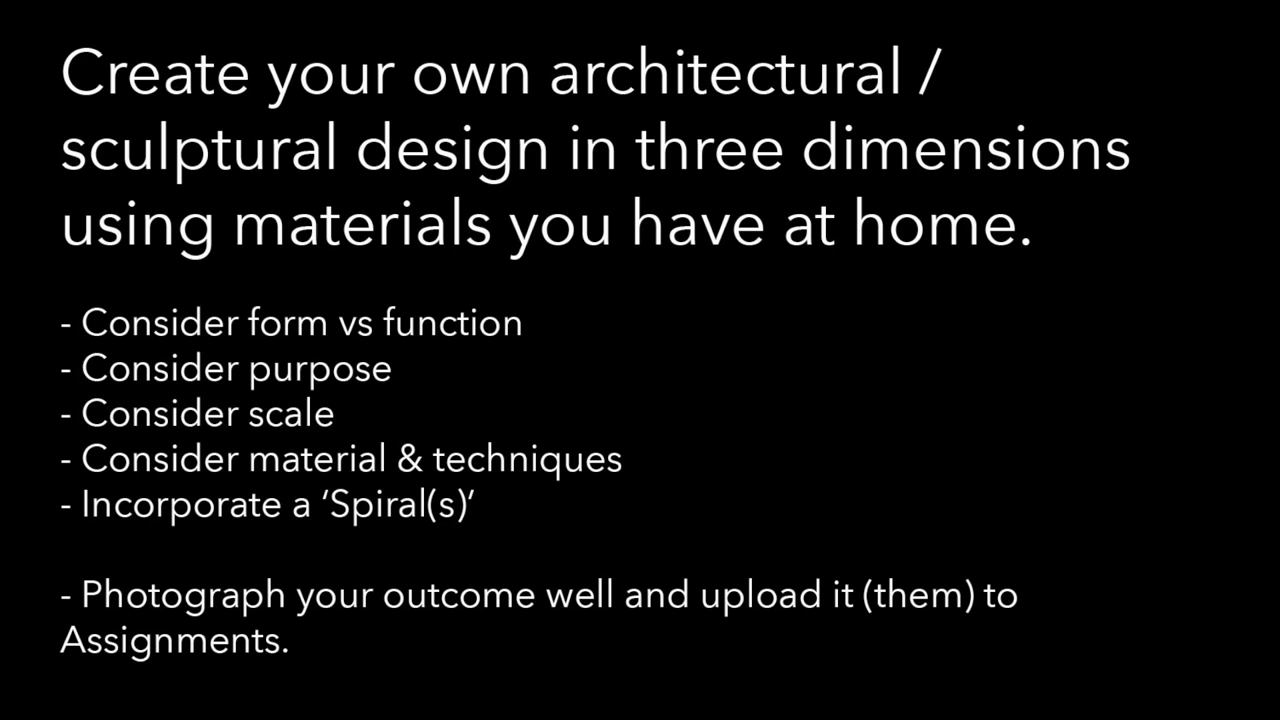 Create your own architectural /
sculptural design in three dimensions
using materials you have at home.
- Consider form vs function
- Consider purpose
- Consider scale
- Consider material & techniques
- Incorporate a ‘Spiral(s)’
- Photograph your outcome well and upload it (them) to
Assignments.